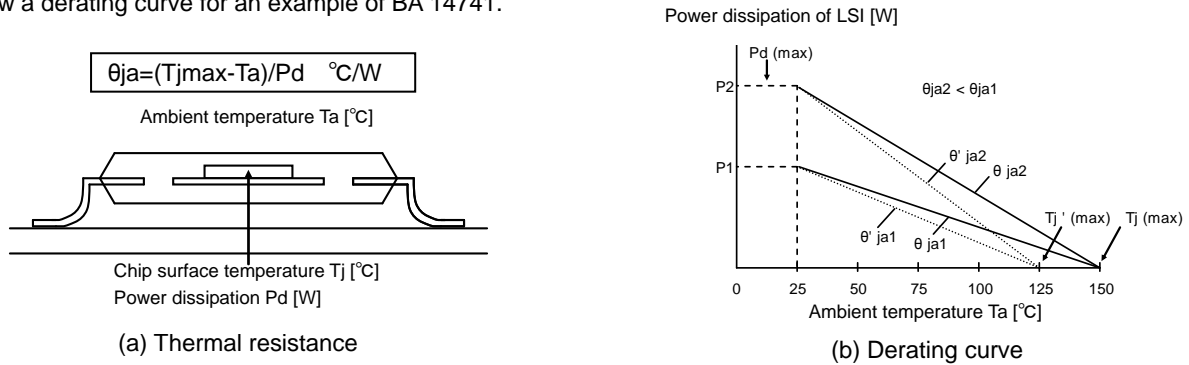 a derating curve for an example of BA 14741.
θja=(Tjmax-Ta)/Pd ℃/W
Ambient temperature Ta [℃]
Chip surface temperature Tj [℃]
Power dissipation Pd [W]
(a) Thermal resistance
Power dissipation of LSI [W]
Pd (max)
P2
θja2 < θja1
θ' ja2
θ ja2
P1
Tj ' (max)
Tj (max)
θ' ja1
θ ja1
0 25 50 75 100 125 150
Ambient temperature Ta [℃]
(b) Derating curve